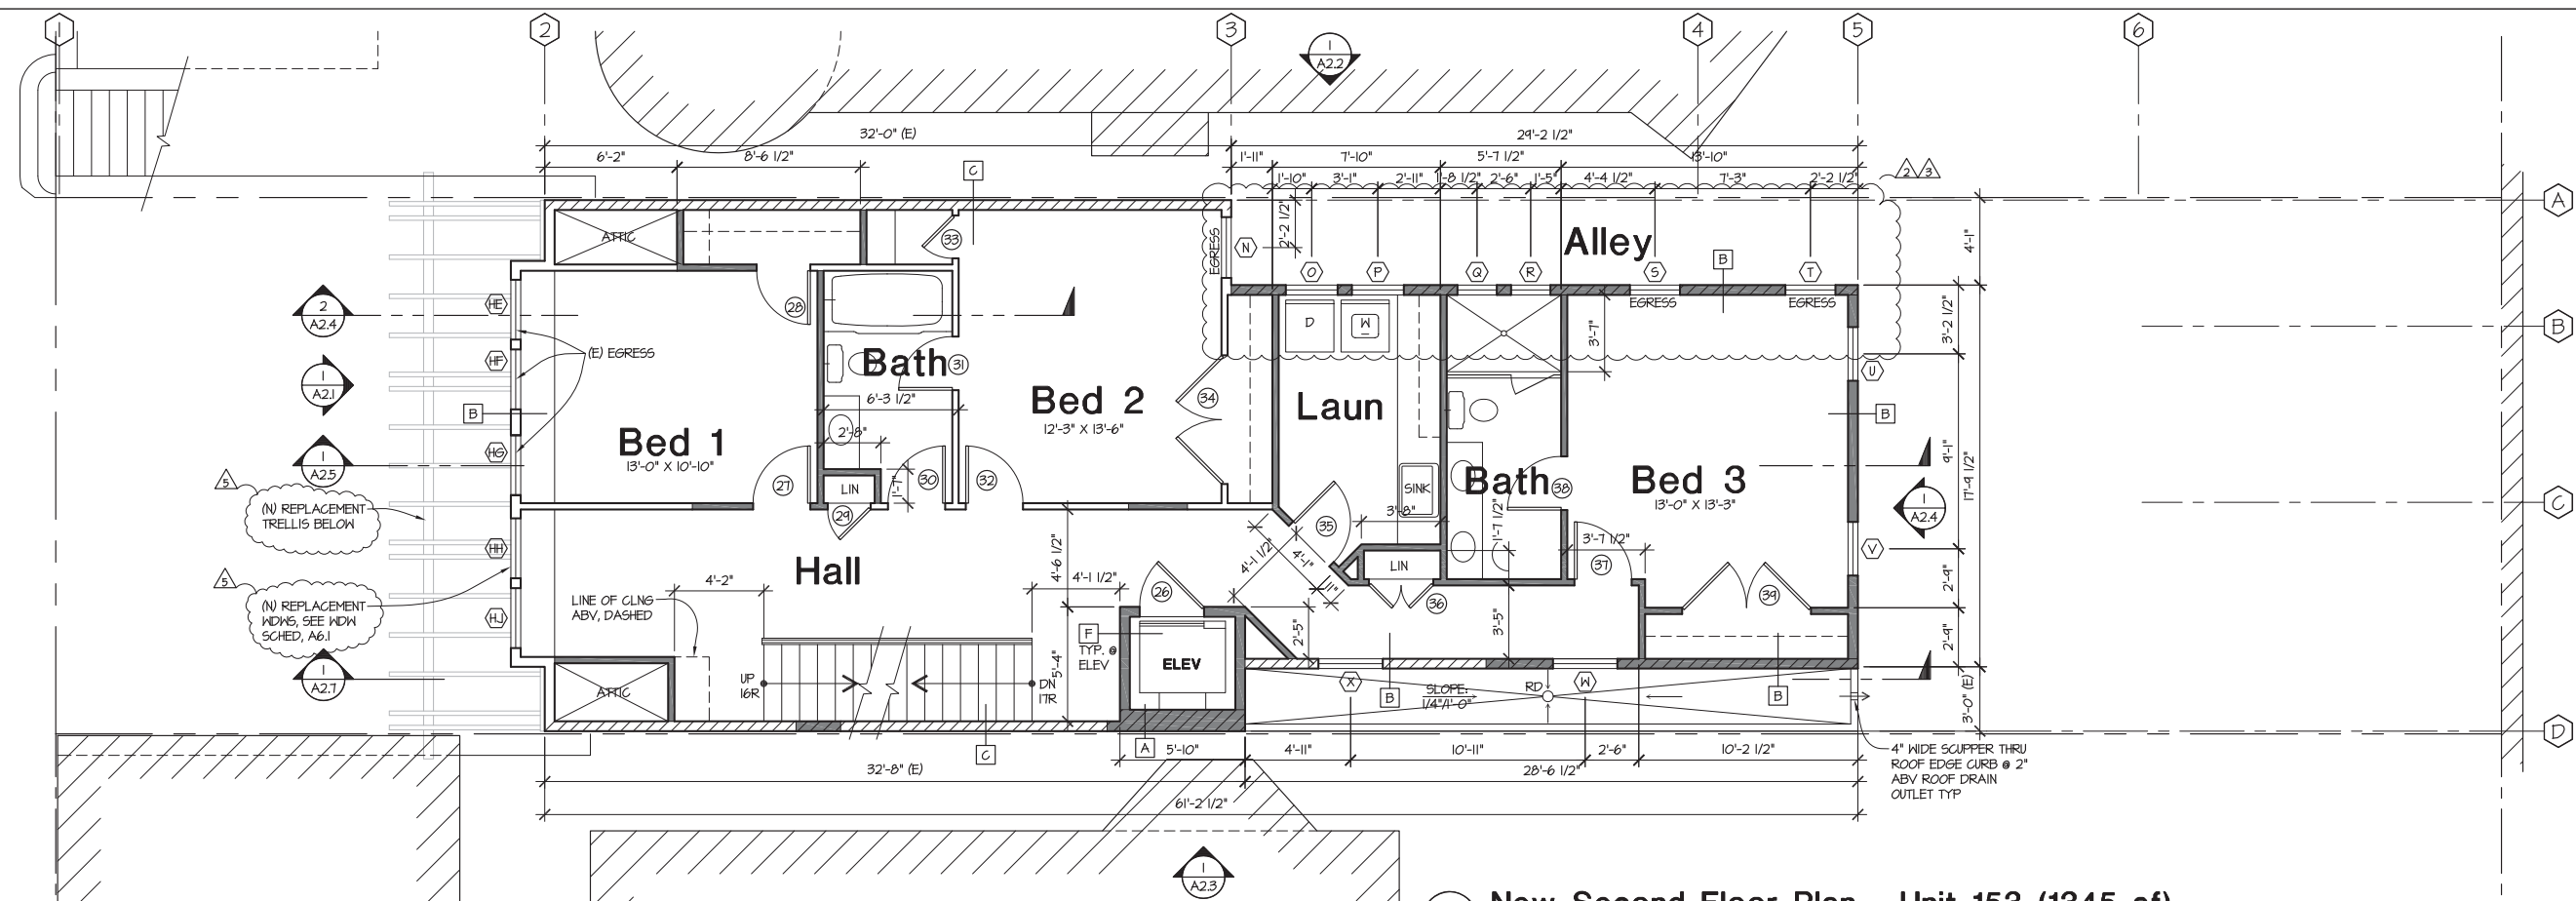 1
2
3
4
5
6
1
A2.2
32'-0" (E)
29'-2 1/2"
6'-2"
8'-6 1/2"
1'-11"
7'-10"
5'-7 1/2"
13'-10"
C
2 3
1'-10"
3'-1"
2'-11"
1'-8 1/2"
2'-6"
1'-5"
4'-4 1/2"
7'-3"
2'-2 1/2"
A
ATTIC
33
EGRESS
N
2'-2 1/2"
Alley
4'-1"
B
O
P
Q
R
S
T
EGRESS
EGRESS
2
A2.4
HE
28
D
W
3'-7"
3'-2 1/2"
B
(E) EGRESS
HF
Bath
31
U
1
A2.1
6'-3 1/2"
Bed 2
12'-3" X 13'-6"
34
Laun
B
B
Bed 1
13'-0" X 10'-10"
2'-8"
HG
1
A2.5
9'-1"
17'-9 1/2"
5
27
LIN
1'-7"
30
32
SINK
Bath
38
Bed 3
13'-0" X 13'-3"
1
A2.4
C
(N) REPLACEMENT
TRELLIS BELOW
29
35
3'-8"
1'-7 1/2"
3'-7 1/2"
HH
4'-6 1/2"
4'-1 1/2"
4'-1"
11"
V
5
Hall
4'-2"
4'-1 1/2"
26
LIN
37
2'-9"
(N) REPLACEMENT
WDWS, SEE WDW
SCHED, A6.1
LINE OF CLNG
ABV, DASHED
36
39
HJ
F
TYP. @
ELEV
ELEV
2'-5"
3'-5"
2'-9"
1
A2.7
ATTIC
UP
16R
DN
17R
5'-4"
X
B
SLOPE:
1/4"/1'-0"
RD
W
B
3'-0" (E)
D
A
C
5'-10"
4'-11"
10'-11"
2'-6"
10'-2 1/2"
4" WIDE SCUPPER THRU
ROOF EDGE CURB @ 2"
ABV ROOF DRAIN
OUTLET TYP
32'-8" (E)
28'-6 1/2"
61'-2 1/2"
1
A2.3
New Second Floor Plan - Unit 153 (1345 sf)